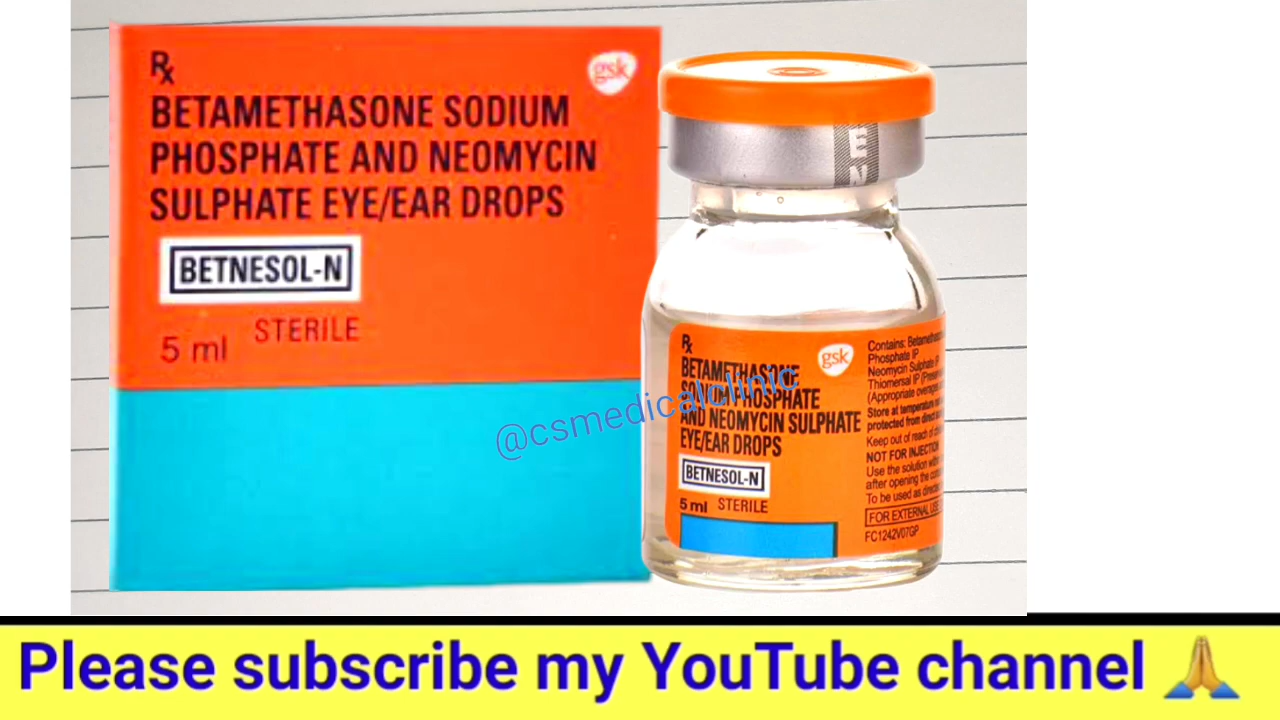 Rx
gsk
BETAMETHASONE SODIUM
PHOSPHATE AND NEOMYCIN
SULPHATE EYE/EAR DROPS
BETNESOL-N
5 ml STERILE
Rx
gsk
BETAMETHASONE
SODIUM PHOSPHATE
AND NEOMYCIN SULPHATE
EYE/EAR DROPS
BETNESOL-N
5 ml STERILE
Contains:
Phosphate IP
Neomycin Sulphate IP
Thiomersal IP
(Appropriate
Store at temperature
protected from direct
Keep out of reach of
NOT FOR INJECTION
Use the solution
after opening the
To be used as
FOR EXTERNAL USE
FC1242V07GP
@csmedicalclinic
Please subscribe my YouTube channel 🙏